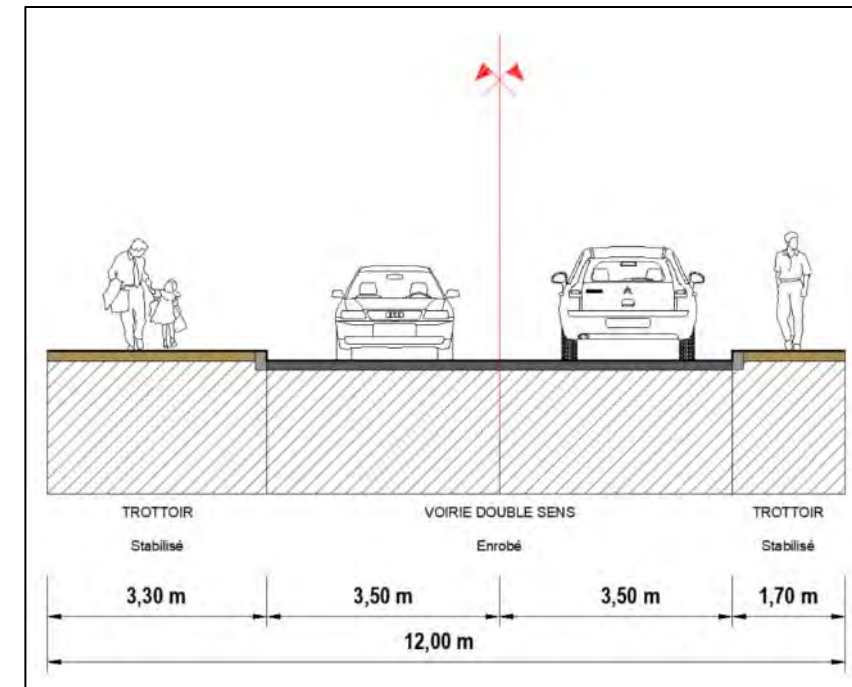 TROTTOIR VOIRIE DOUBLE SENS TROTTOIR
Stabilisé Enrobé Stabilisé
3,30 m 3,50 m 3,50 m 1,70 m
12,00 m